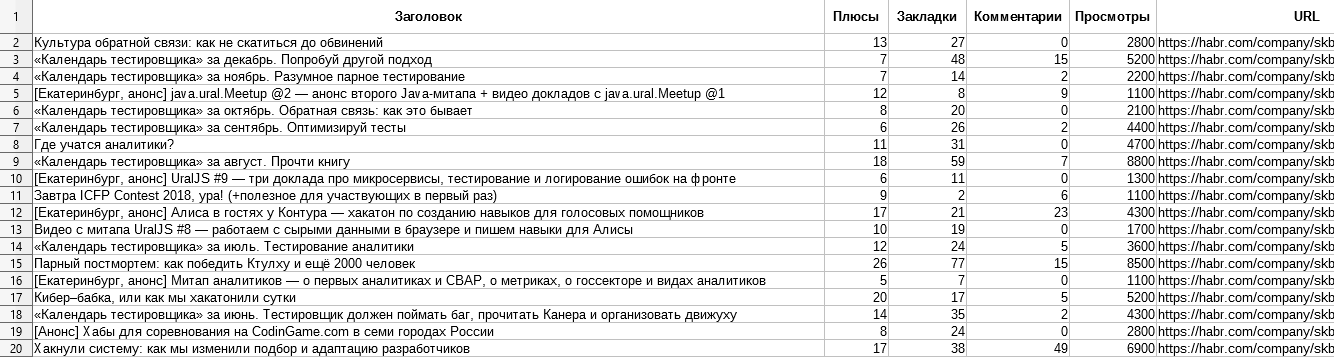 1 Заголовок Плюсы Закладки Комментарии Просмотры URL
2 Культура обратной связи: как не скатиться до обвинений 13 27 0 2800 https://habr.com/company/skb
3 «Календарь тестировщика» за декабрь. Попробуй другой подход 7 48 15 5200 https://habr.com/company/skb
4 «Календарь тестировщика» за ноябрь. Разумное парное тестирование 7 14 2 2200 https://habr.com/company/skb
5 [Екатеринбург, анонс] java.ural.Meetup @2 — анонс второго Java-митапа + видео докладов с java.ural.Meetup @1 12 8 9 1100 https://habr.com/company/skb
6 «Календарь тестировщика» за октябрь. Обратная связь: как это бывает 8 20 0 2100 https://habr.com/company/skb
7 «Календарь тестировщика» за сентябрь. Оптимизируй тесты 6 26 2 4400 https://habr.com/company/skb
8 Где учатся аналитики? 11 31 0 4700 https://habr.com/company/skb
9 «Календарь тестировщика» за август. Прочти книгу 18 59 7 8800 https://habr.com/company/skb
10 [Екатеринбург, анонс] UralJS #9 — три доклада про микросервисы, тестирование и логирование ошибок на фронте 6 11 0 1300 https://habr.com/company/skb
11 Завтра ICFP Contest 2018, ура! (+полезное для участвующих в первый раз) 9 2 6 1100 https://habr.com/company/skb
12 [Екатеринбург, анонс] Алиса в гостях у Контура — хакатон по созданию навыков для голосовых помощников 17 21 23 4300 https://habr.com/company/skb
13 Видео с митапа UralJS #8 — работаем с сырыми данными в браузере и пишем навыки для Алисы 10 19 0 1700 https://habr.com/company/skb
14 «Календарь тестировщика» за июль. Тестирование аналитики 12 24 5 3600 https://habr.com/company/skb
15 Парный постмортем: как победить Ктулху и ещё 2000 человек 26 77 15 8500 https://habr.com/company/skb
16 [Екатеринбург, анонс] Митап аналитиков — о первых аналитиках и CBAP, о метриках, о госсекторе и видах аналитиков 5 7 0 1100 https://habr.com/company/skb
17 Кибер–бабка, или как мы хакатонили сутки 20 17 5 5200 https://habr.com/company/skb
18 «Календарь тестировщика» за июнь. Тестировщик должен поймать баг, прочитать Канера и организовать движуху 14 35 2 4300 https://habr.com/company/skb
19 [Анонс] Хабы для соревнования на CodinGame.com в семи городах России 8 24 0 2800 https://habr.com/company/skb
20 Хакнули систему: как мы изменили подбор и адаптацию разработчиков 17 38 49 6900 https://habr.com/company/skb